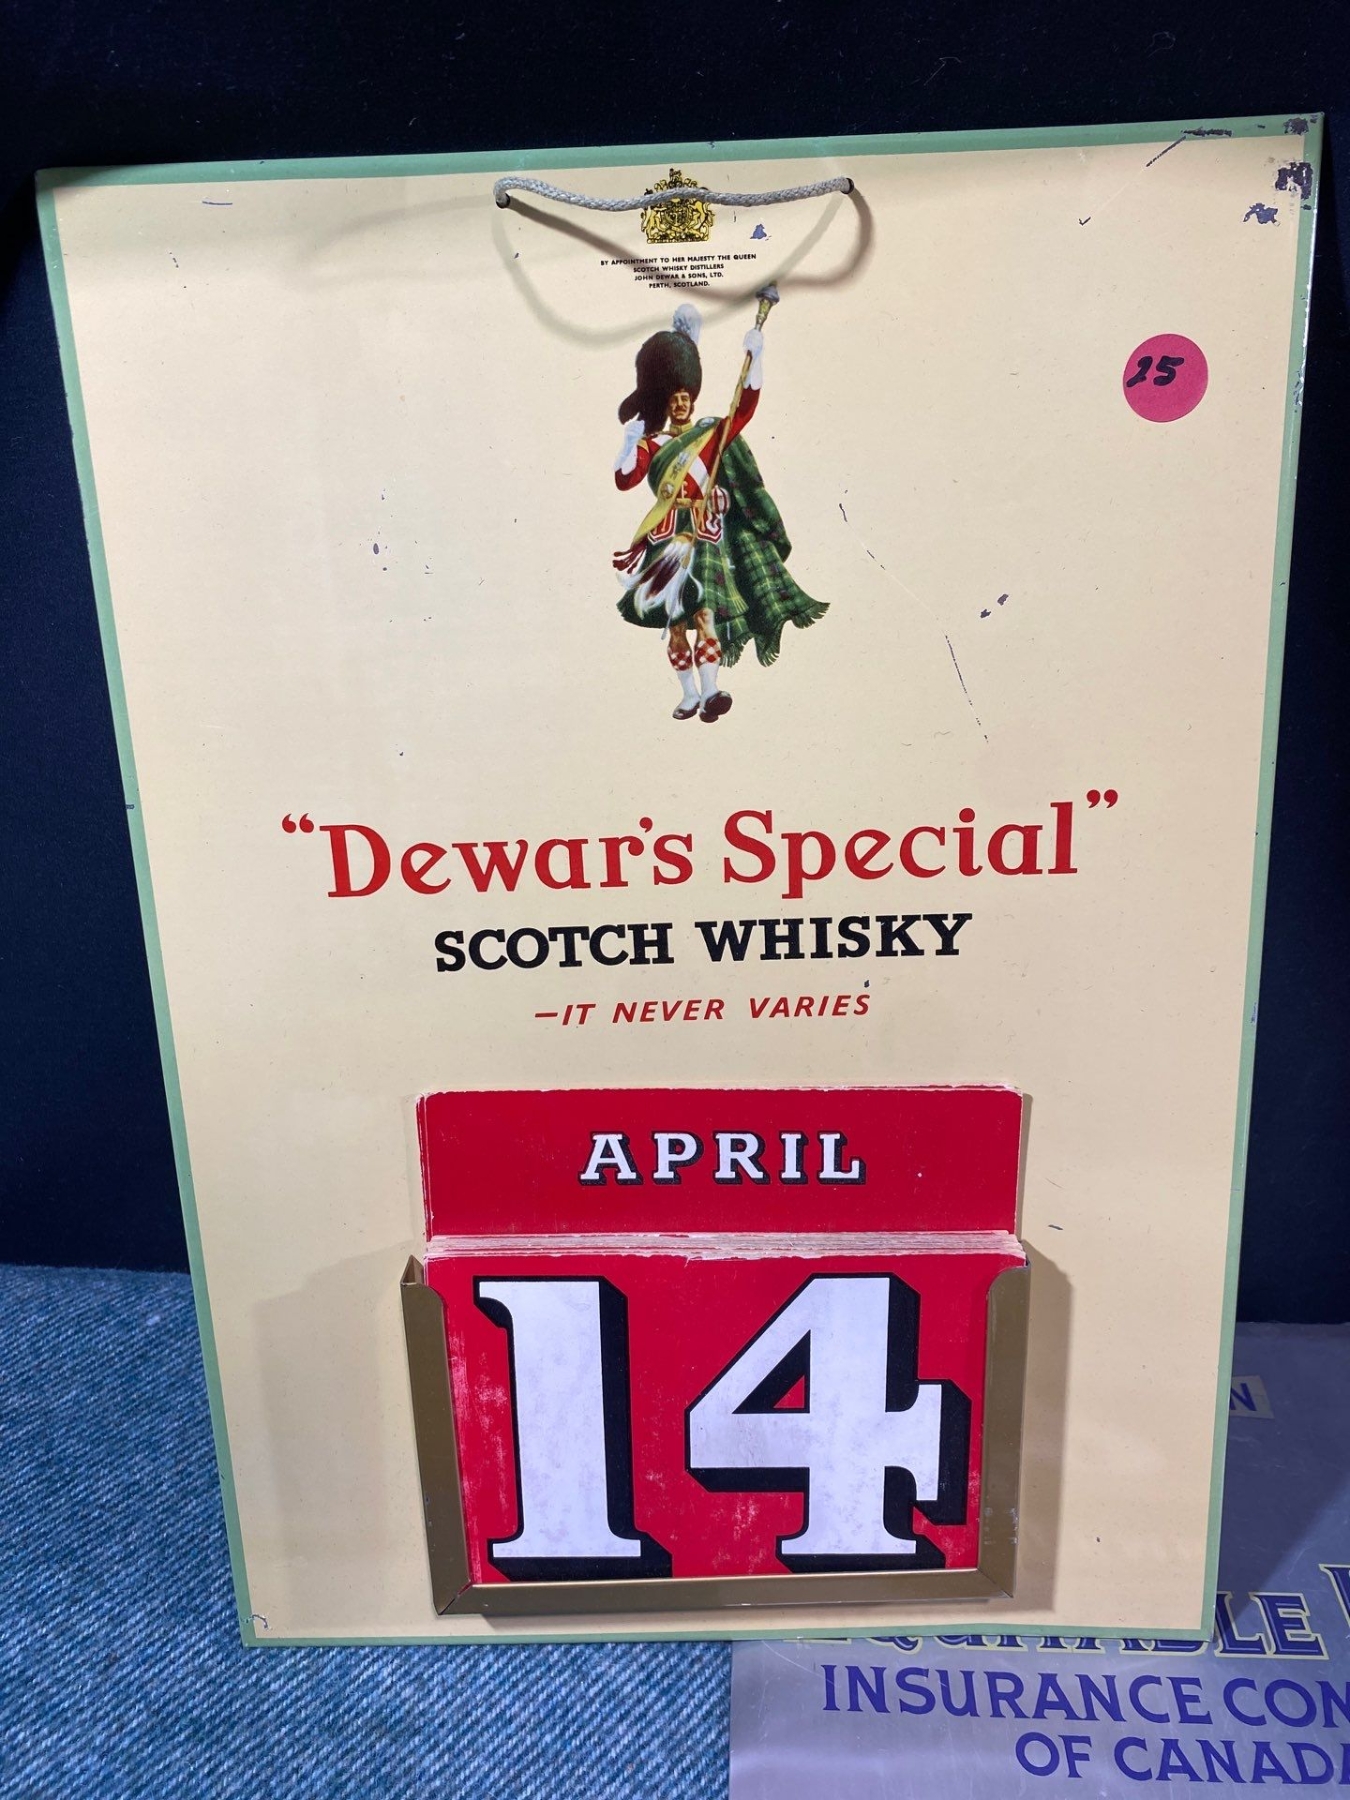 BY APPOINTMENT TO HER MAJESTY THE QUEEN
SCOTCH WHISKY DISTILLERS
JOHN DEWAR & SONS, LTD.
PERTH, SCOTLAND.
25
“Dewar's Special”
SCOTCH WHISKY
—IT NEVER VARIES
APRIL
14
N
INSURANCE CON
OF CANADA